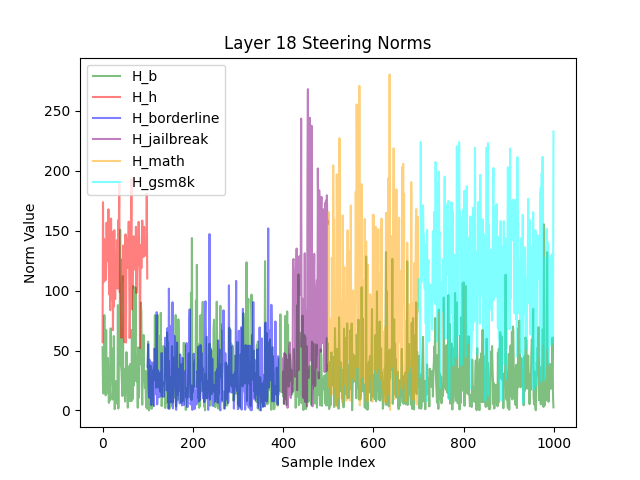 Layer 18 Steering Norms
H_b
H_h
H_borderline
H_jailbreak
H_math
H_gsm8k
Norm Value
250
200
150
100
50
0
0 200 400 600 800 1000
Sample Index